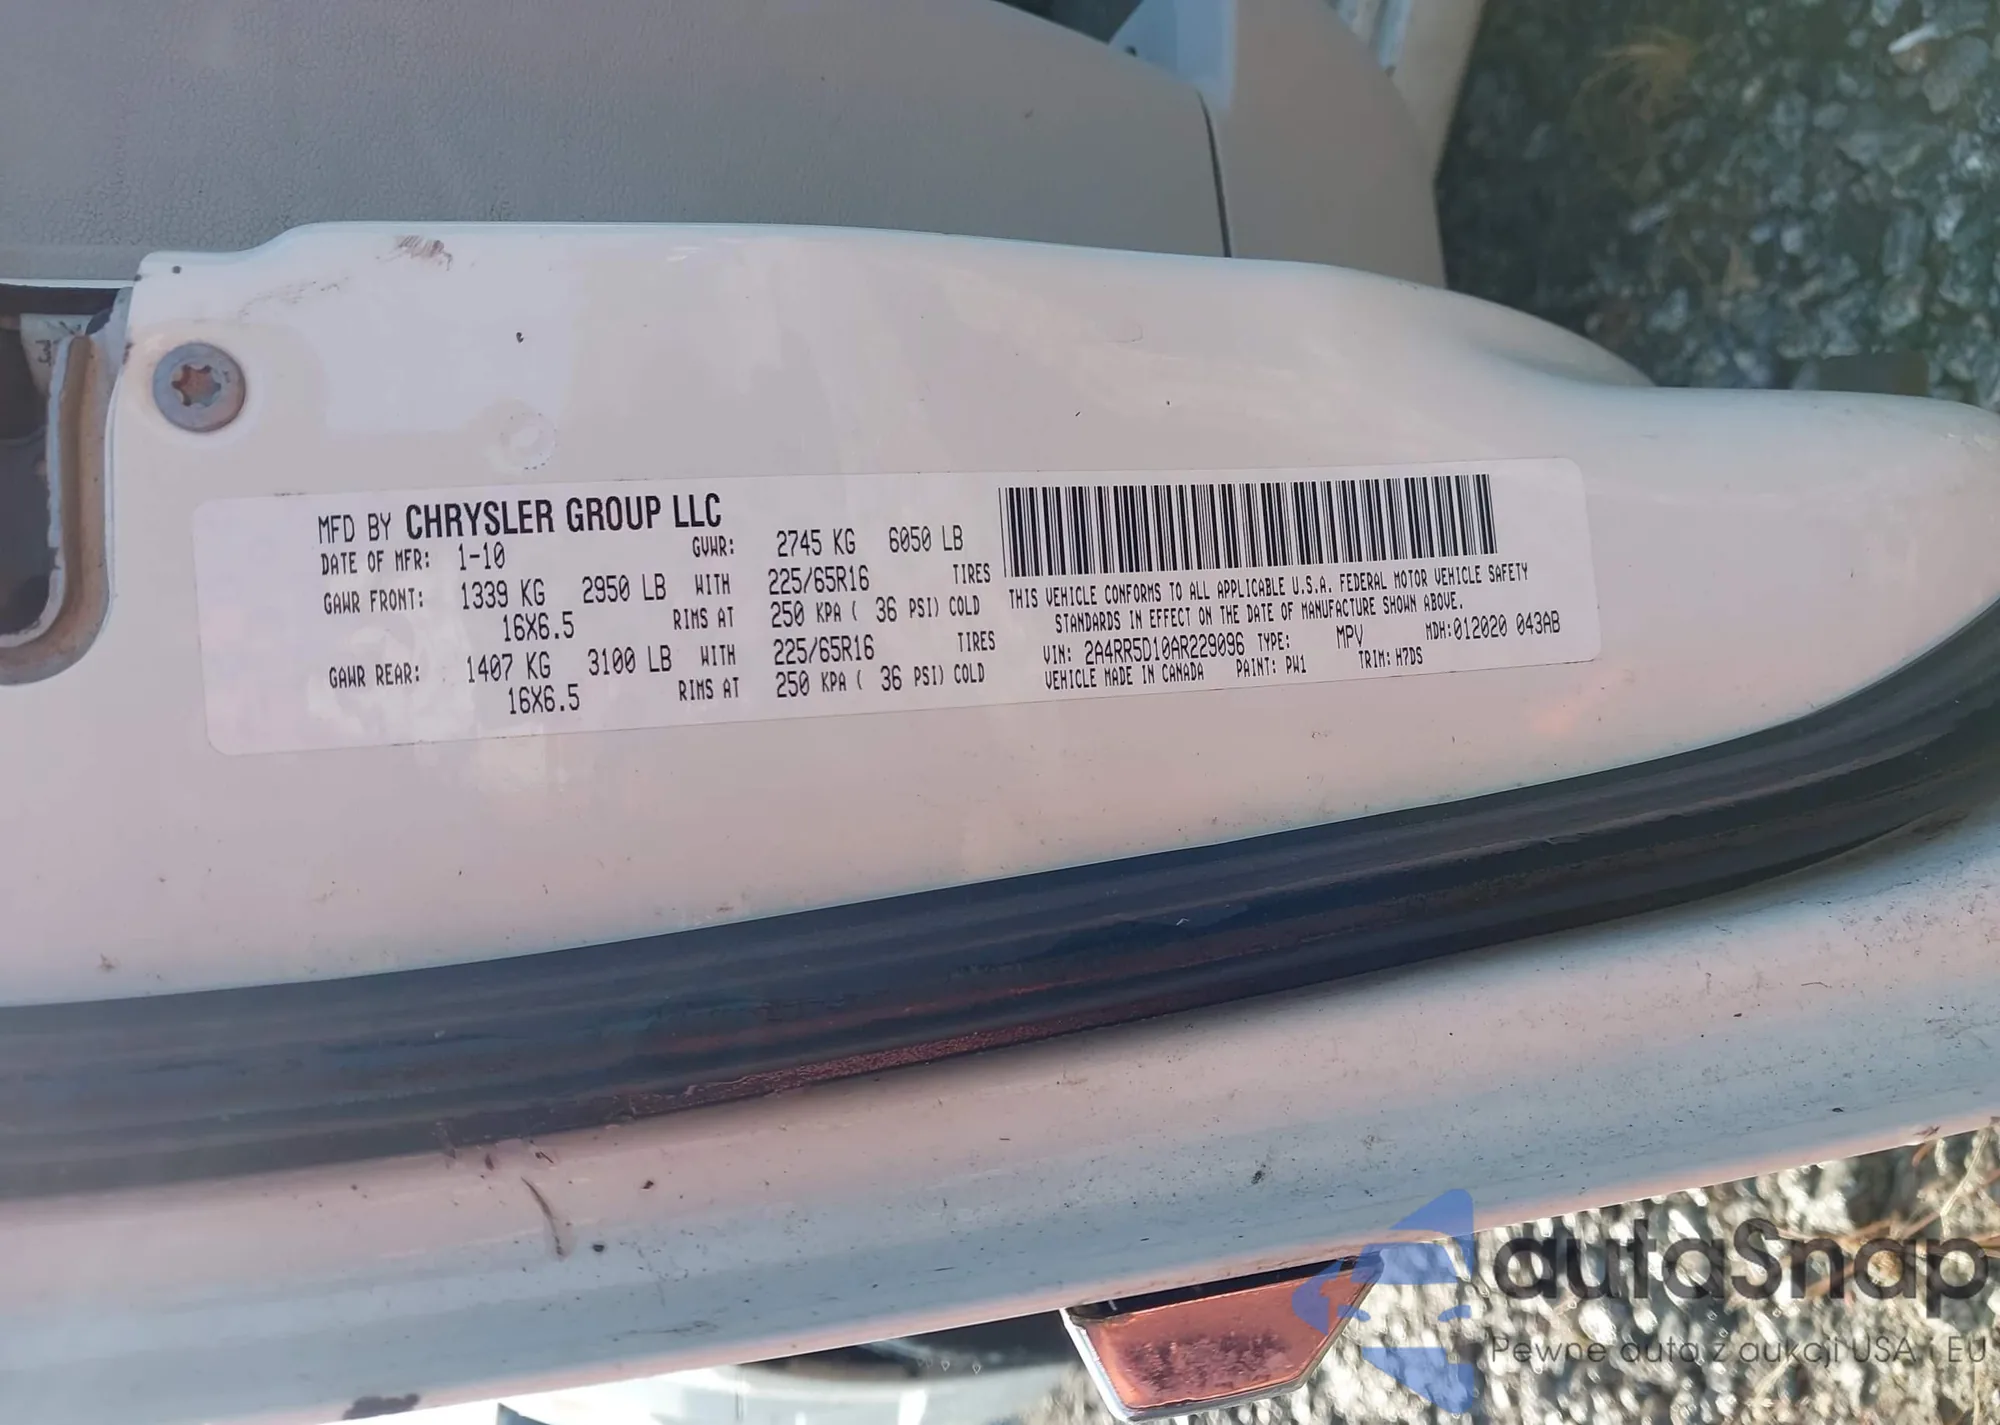 MFD BY CHRYSLER GROUP LLC
DATE OF MFR: 1-10 GVWR: 2745 KG 6050 LB
GAWR FRONT: 1339 KG 2950 LB WITH 225/65R16 TIRES
16X6.5 RIMS AT 250 KPA ( 36 PSI) COLD
GAWR REAR: 1407 KG 3100 LB WITH 225/65R16 TIRES
16X6.5 RIMS AT 250 KPA ( 36 PSI) COLD
THIS VEHICLE CONFORMS TO ALL APPLICABLE U.S.A. FEDERAL MOTOR VEHICLE SAFETY
STANDARDS IN EFFECT ON THE DATE OF MANUFACTURE SHOWN ABOVE.
VIN: 2A4RR5D10AR229096 TYPE: MPV MDH:012020 043AB
VEHICLE MADE IN CANADA PAINT: PW1 TRIM: H7DS
autoSnap
Pewne auta z aukcji USA i EU